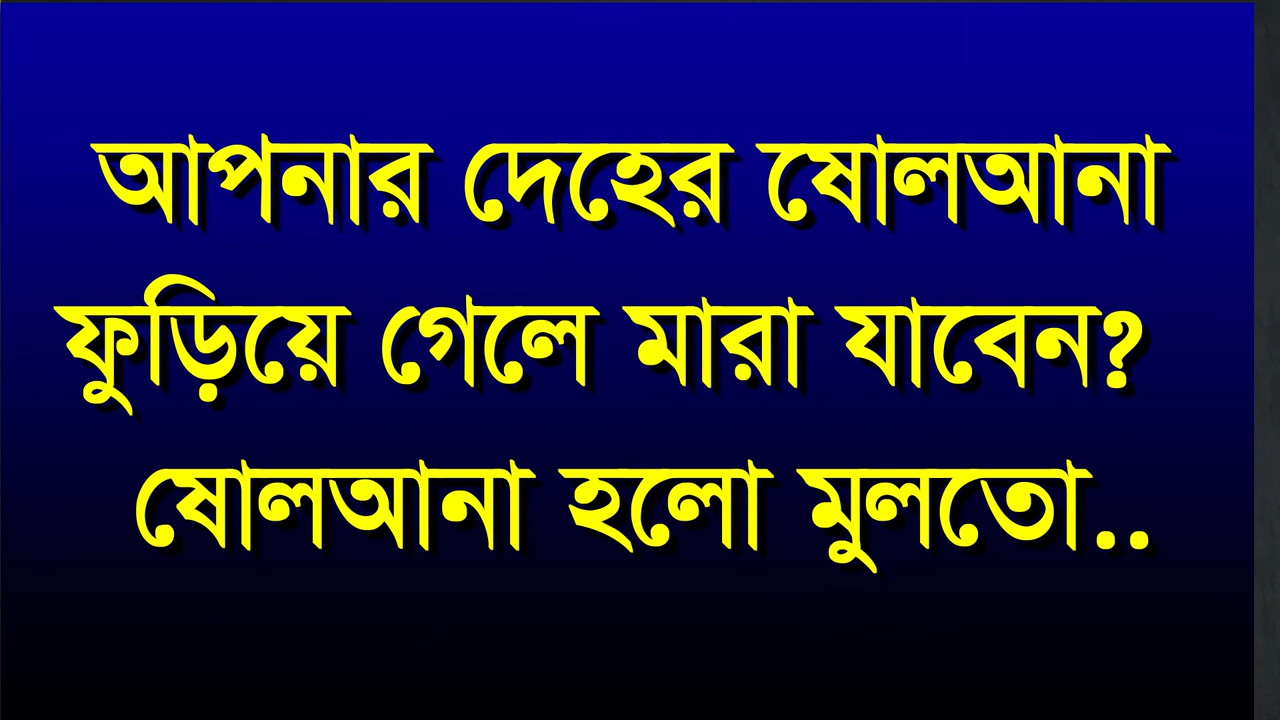 আপনার দেহের ষোলআনা
ফুড়িয়ে গেলে মারা যাবেন?
ষোলআনা হলো মুলতো..